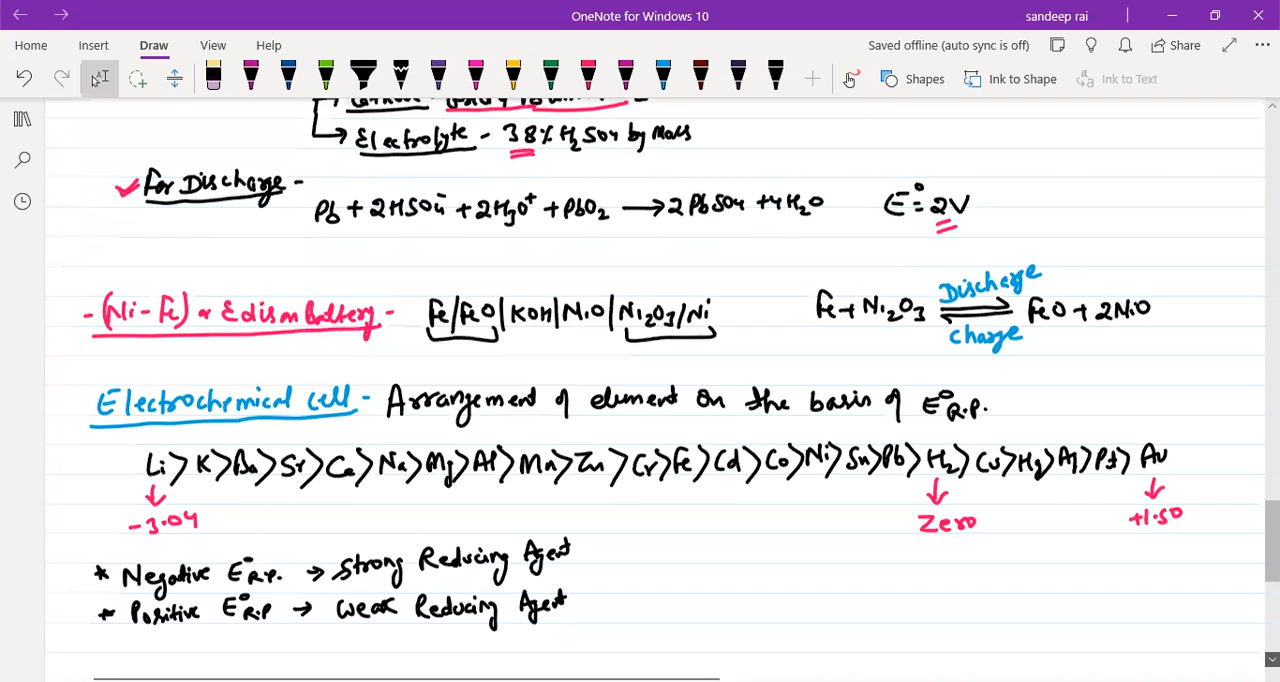 OneNote for Windows 10
sandeep rai
Home Insert Draw View Help
Saved offline (auto sync is off)
Share
Shapes Ink to Shape Ink to Text
Electrolyte - 38% H2SO4 by Mass
For Discharge -
Pb + 2HSO4- + 2H3O+ + PbO2 → 2PbSO4 + 4H2O E° = 2V
- (Ni-Fe) or Edison Battery - Fe/FeO | KOH | NiO | Ni2O3/Ni Fe + Ni2O3 ⇌ FeO + 2NiO
Discharge
charge
Electrochemical cell - Arrangement of element on the basis of E°R.P.
Li > K > Ba > Sr > Ca > Na > Mg > Al > Mn > Zn > Cr > Fe > Cd > Co > Ni > Sn > Pb > H2 > Cu > Hg > Ag > Pt > Au
-3.04 Zero +1.50
* Negative E°R.P. → Strong Reducing Agent
* Positive E°R.P → Weak Reducing Agent